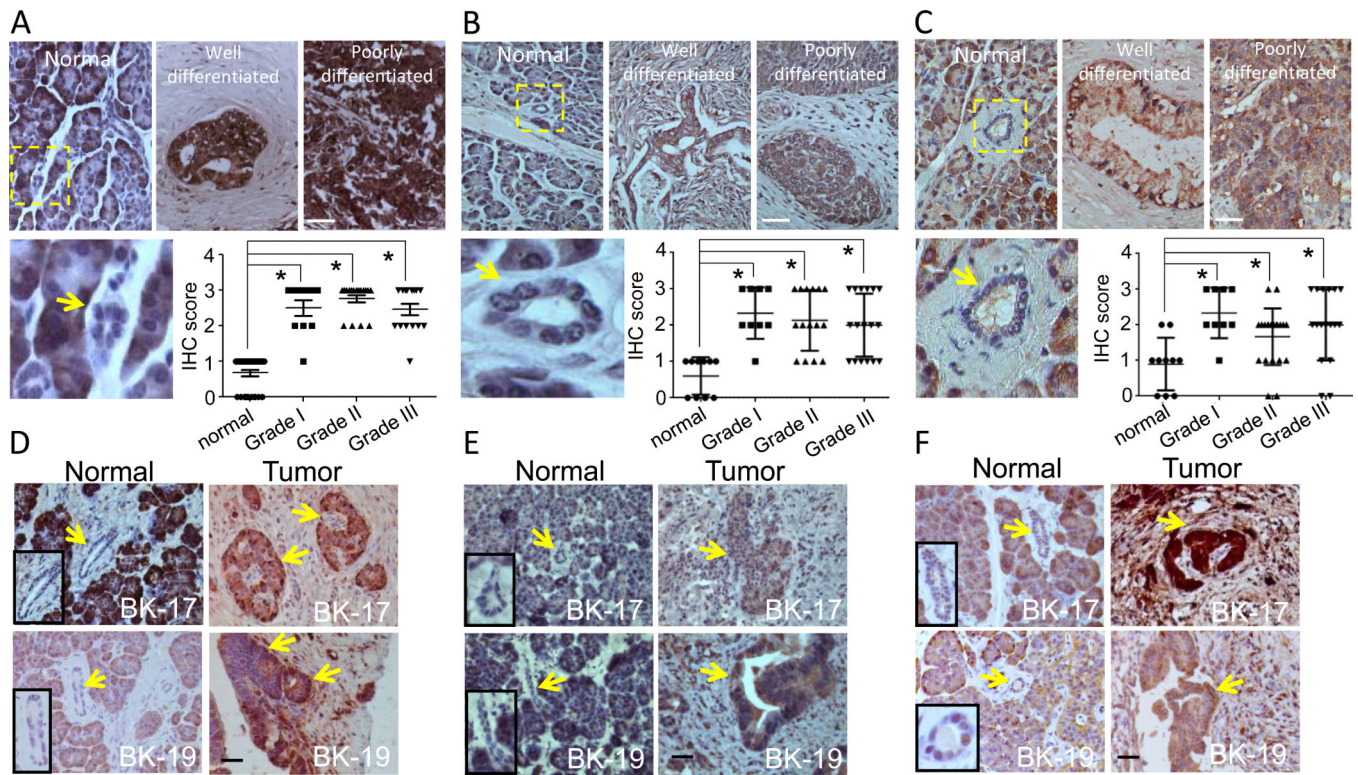 A
Normal
Well
differentiated
Poorly
differentiated
IHC score
4
3
2
1
0
*
*
*
normal
Grade I
Grade II
Grade III
B
Normal
Well
differentiated
Poorly
differentiated
IHC score
4
3
2
1
0
*
*
*
normal
Grade I
Grade II
Grade III
C
Normal
Well
differentiated
Poorly
differentiated
IHC score
4
3
2
1
0
*
*
*
normal
Grade I
Grade II
Grade III
D
Normal
Tumor
BK-17
BK-17
BK-19
BK-19
E
Normal
Tumor
BK-17
BK-17
BK-19
BK-19
F
Normal
Tumor
BK-17
BK-17
BK-19
BK-19